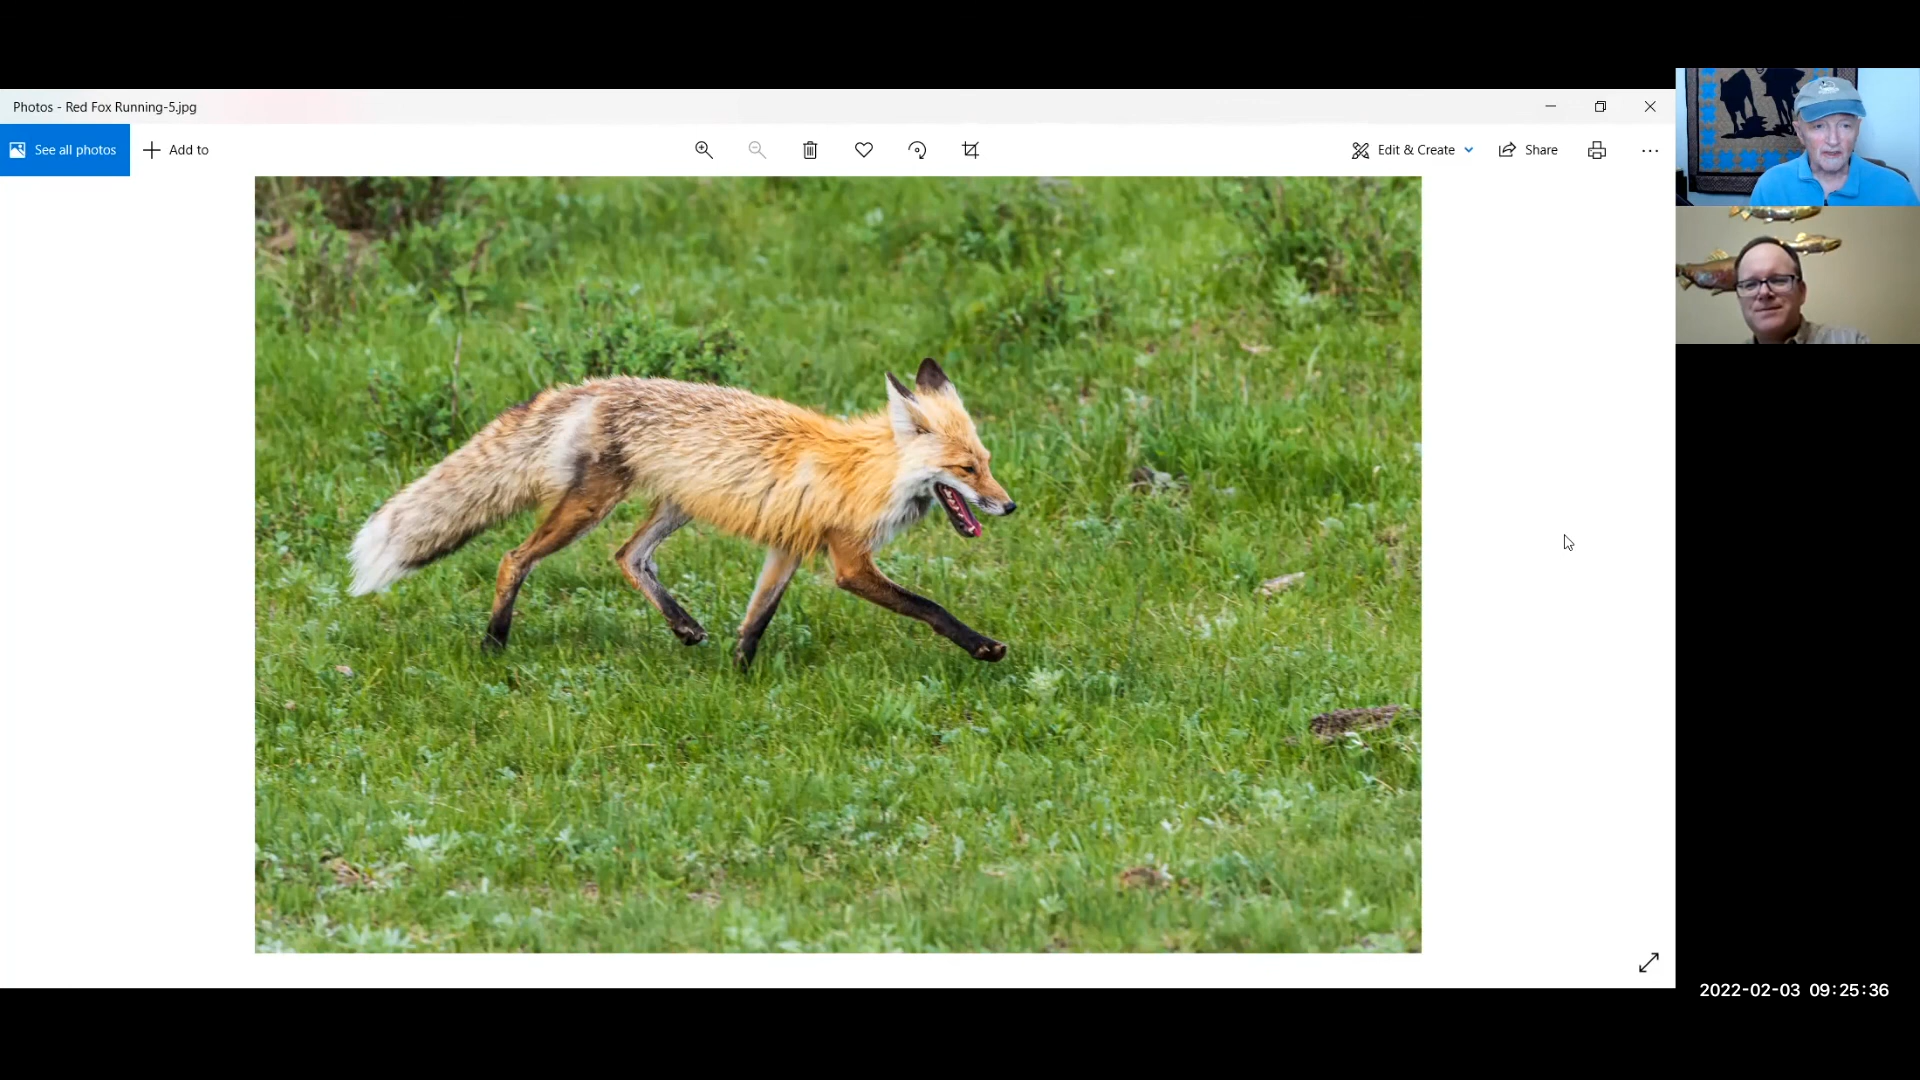 Photos - Red Fox Running-5.jpg
See all photos
Add to
Edit & Create
Share
2022-02-03 09:25:36